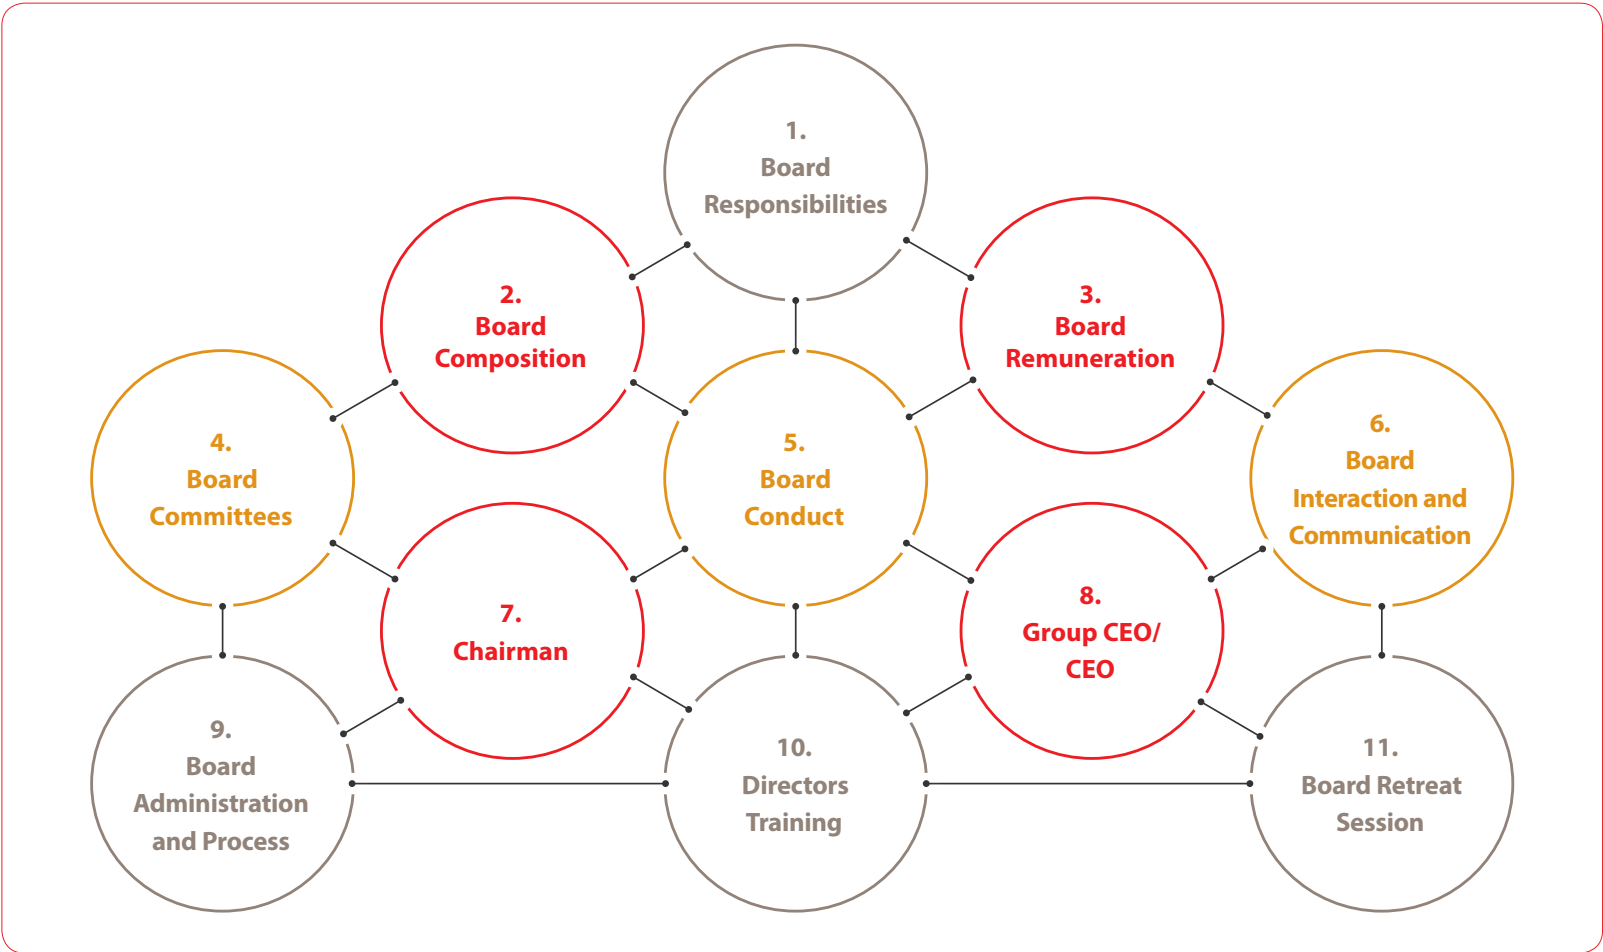 1.
Board
Responsibilities
2.
Board
Composition
3.
Board
Remuneration
4.
Board
Committees
5.
Board
Conduct
6.
Board
Interaction and
Communication
7.
Chairman
8.
Group CEO/
CEO
9.
Board
Administration
and Process
10.
Directors
Training
11.
Board Retreat
Session